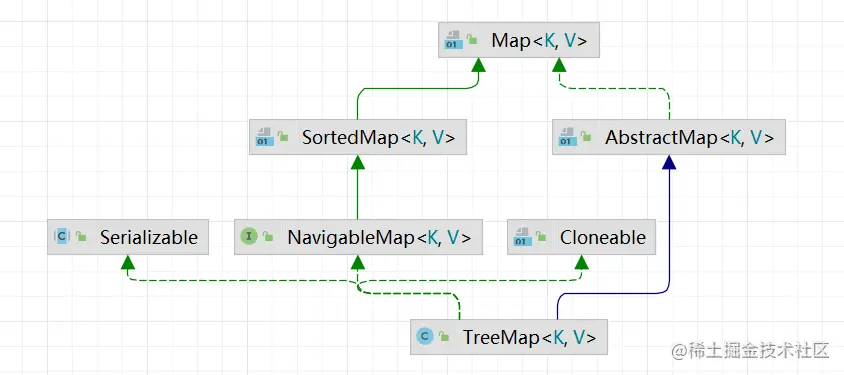 Map<K, V>
SortedMap<K, V>
AbstractMap<K, V>
Serializable
NavigableMap<K, V>
Cloneable
TreeMap<K, V>
@稀土掘金技术社区